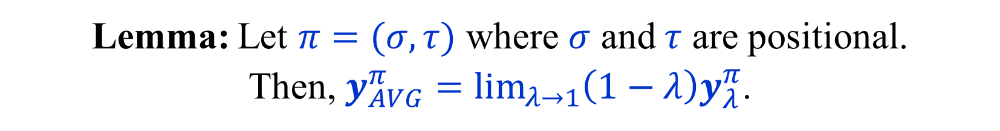 Lemma: Let π = (σ, τ) where σ and τ are positional.
Then, y^π_AVG = lim_λ→1(1 − λ)y^π_λ.